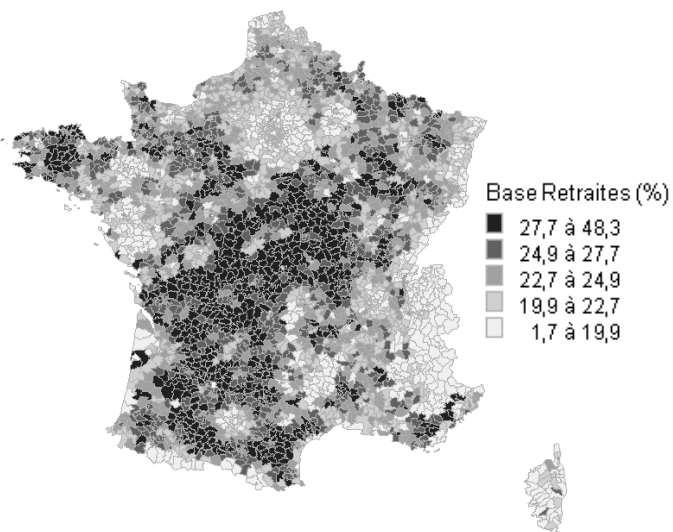 Base Retraites (%)
27,7 à 48,3
24,9 à 27,7
22,7 à 24,9
19,9 à 22,7
1,7 à 19,9